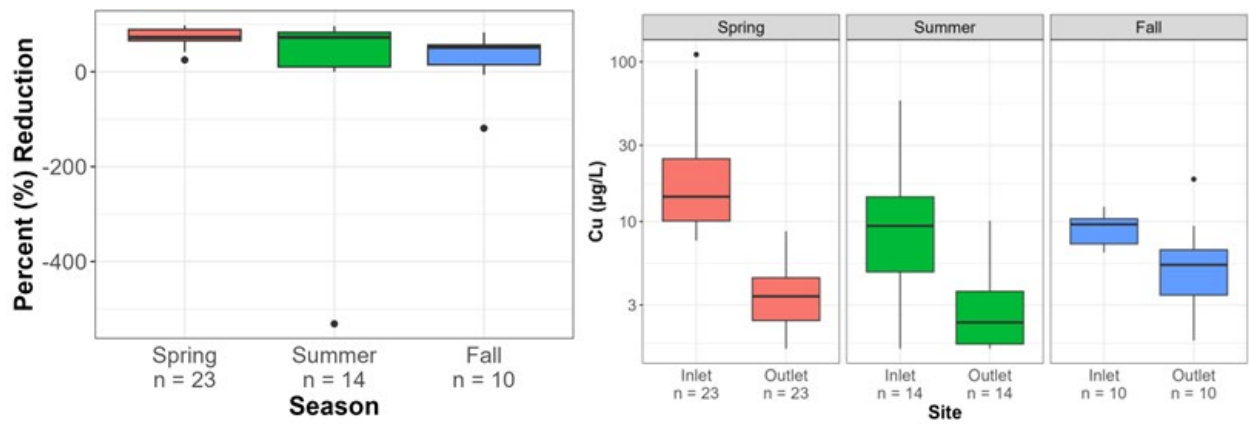 Percent (%) Reduction
0
-200
-400
Spring
n = 23
Summer
n = 14
Fall
n = 10
Season
Cu (µg/L)
100
30
10
3
Spring
Summer
Fall
Inlet
n = 23
Outlet
n = 23
Inlet
n = 14
Outlet
n = 14
Inlet
n = 10
Outlet
n = 10
Site